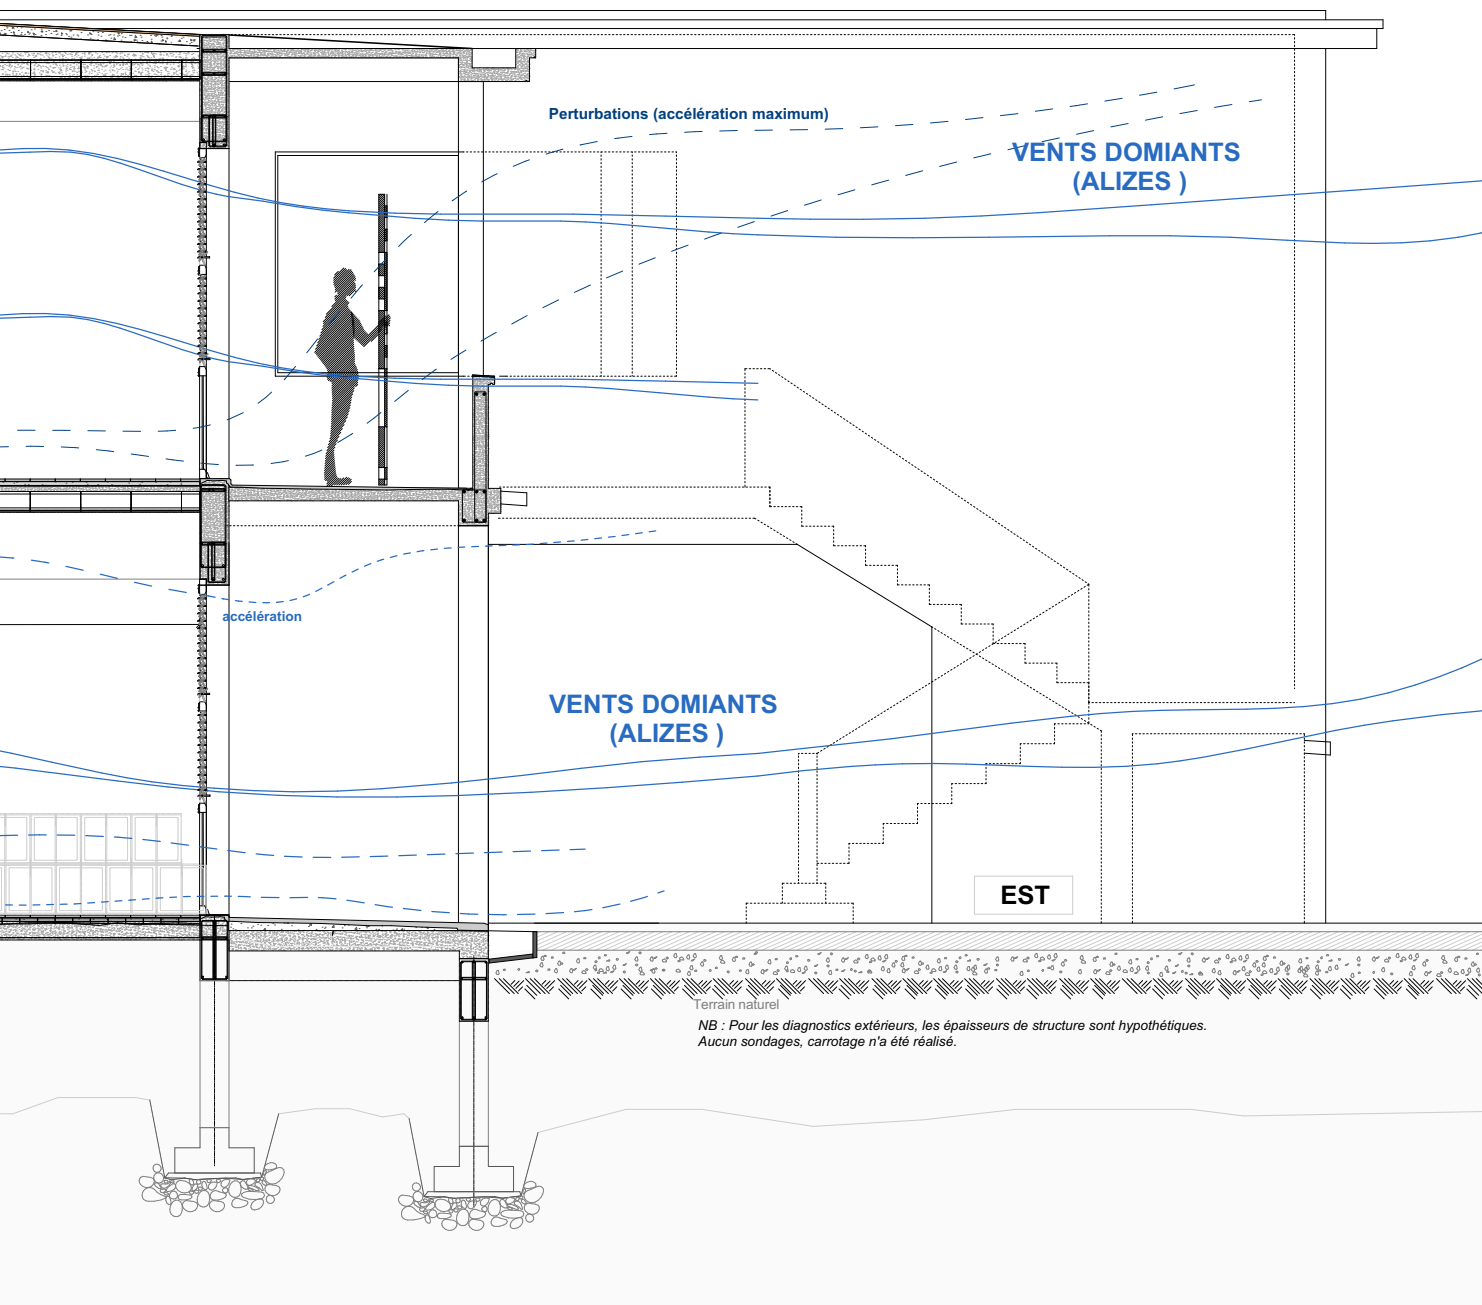 Perturbations (accélération maximum)
VENTS DOMIANTS
(ALIZES )
accélération
VENTS DOMIANTS
(ALIZES )
EST
Terrain naturel
NB : Pour les diagnostics extérieurs, les épaisseurs de structure sont hypothétiques.
Aucun sondages, carrotage n'a été réalisé.